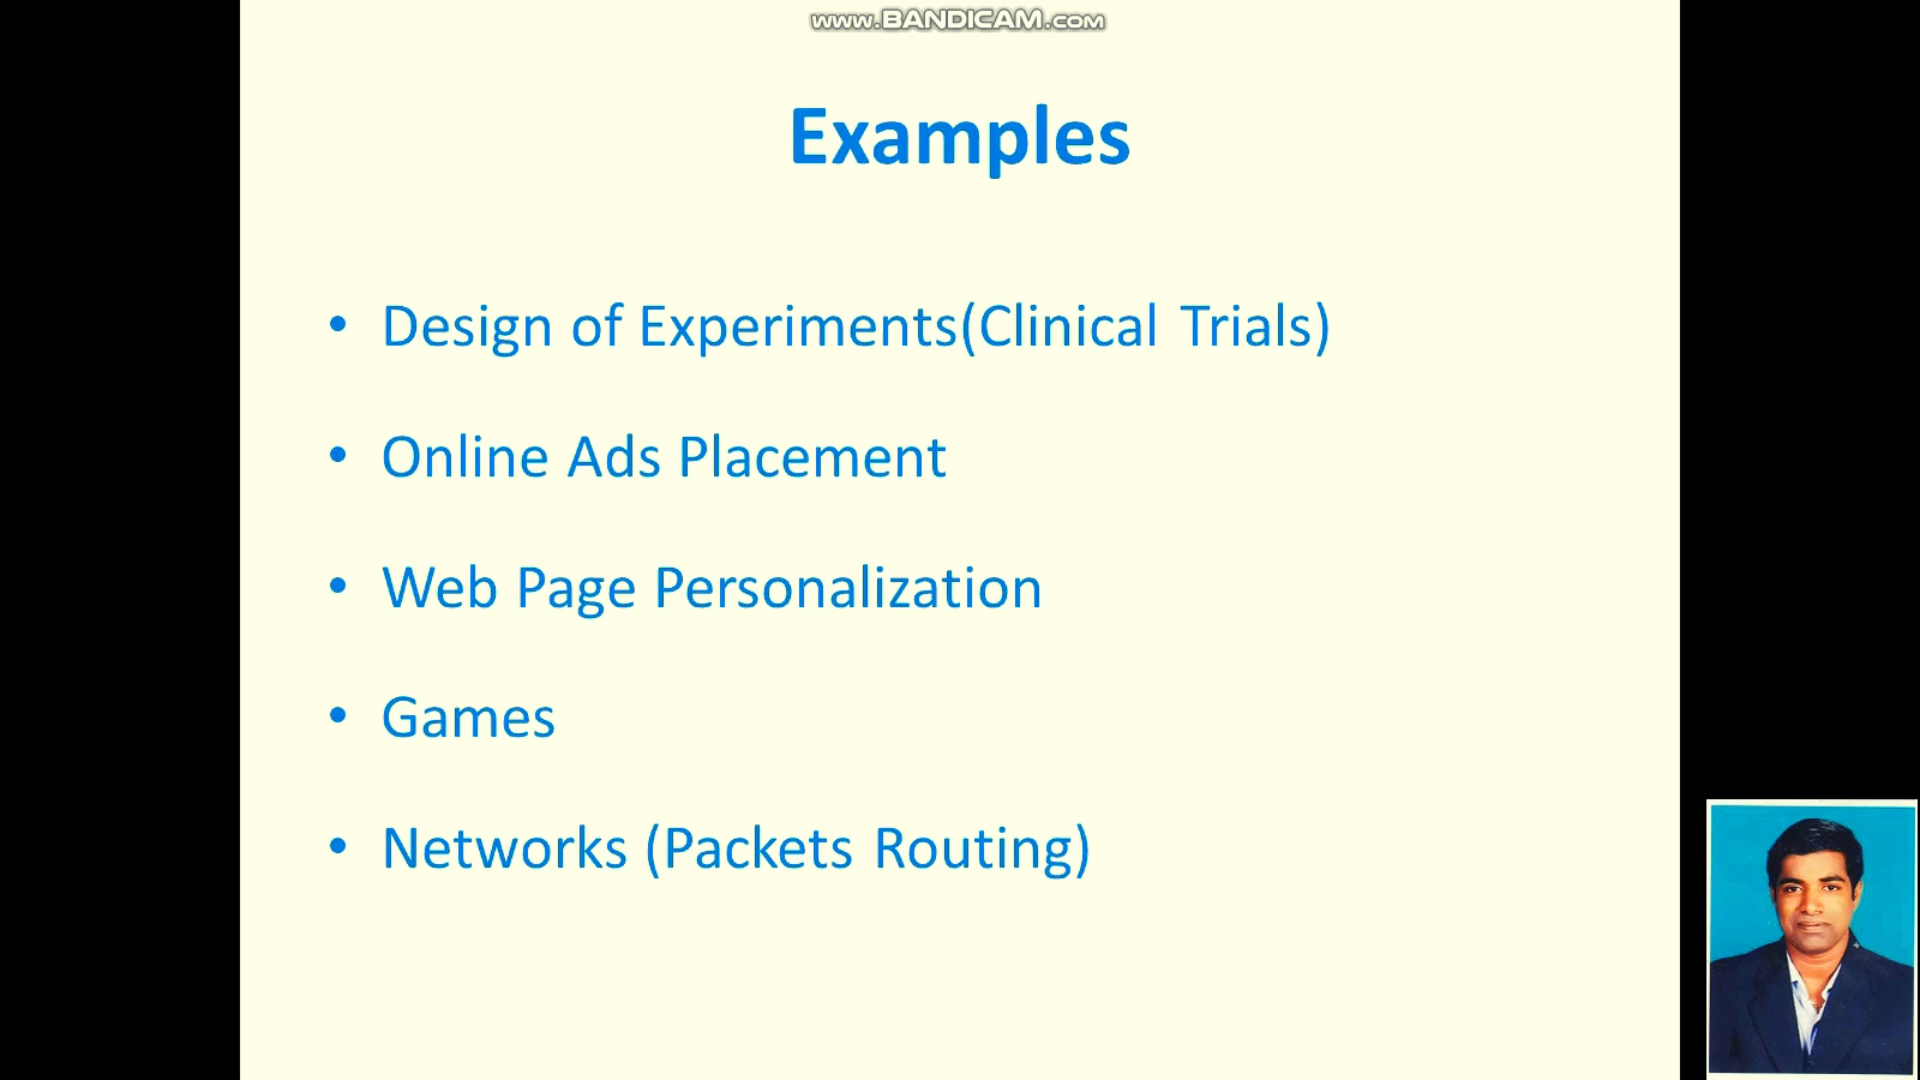 www.BANDICAM.com
Examples
• Design of Experiments(Clinical Trials)
• Online Ads Placement
• Web Page Personalization
• Games
• Networks (Packets Routing)